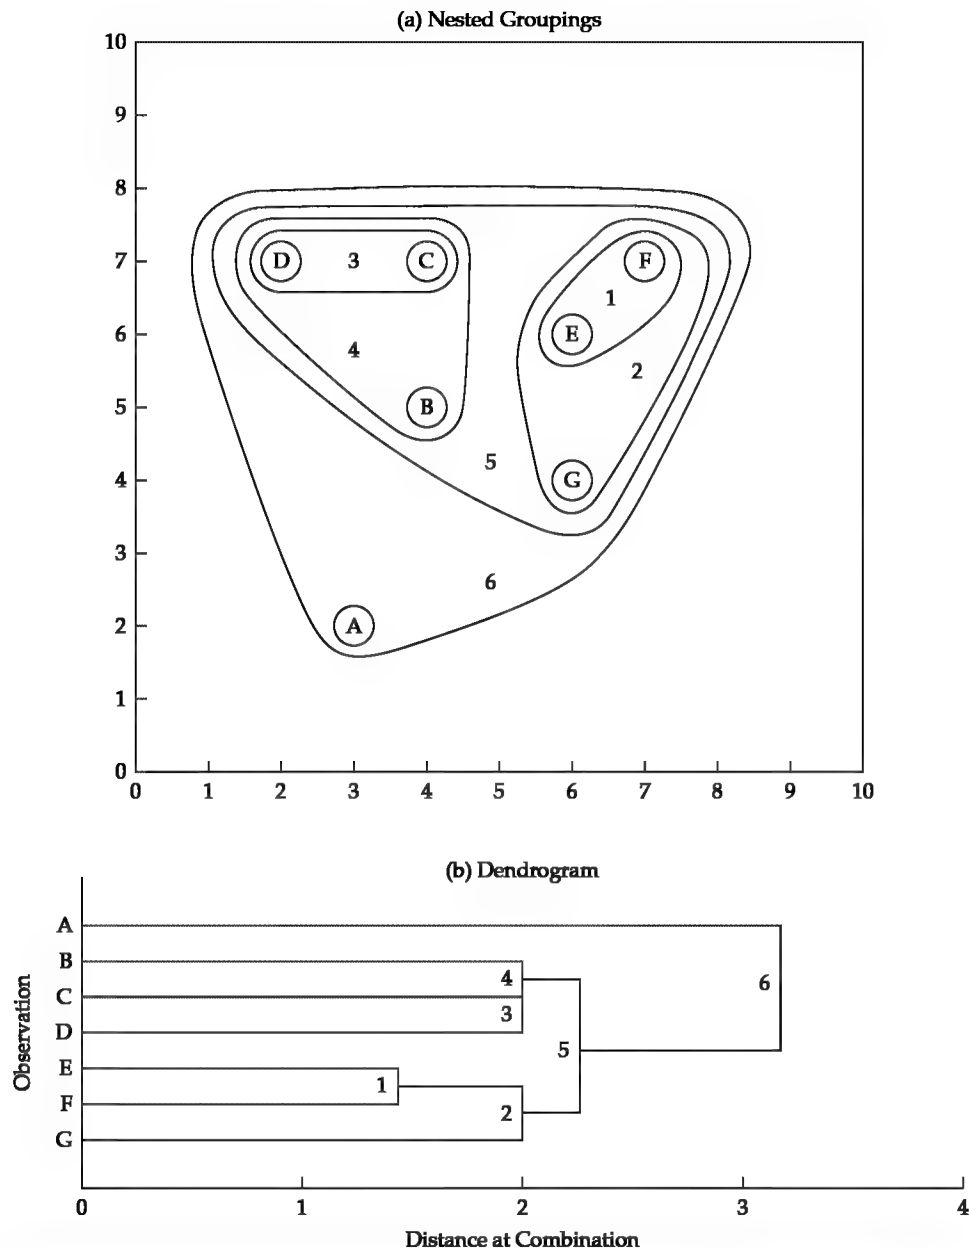 (a) Nested Groupings
10
9
8
7
D 3 C F
1
6
E
4
2
5
B
5
4
G
3
6
2
A
1
0
0 1 2 3 4 5 6 7 8 9 10
(b) Dendrogram
Observation
A
B
4
6
C
3
D
5
E
1
F
2
G
0 1 2 3 4
Distance at Combination